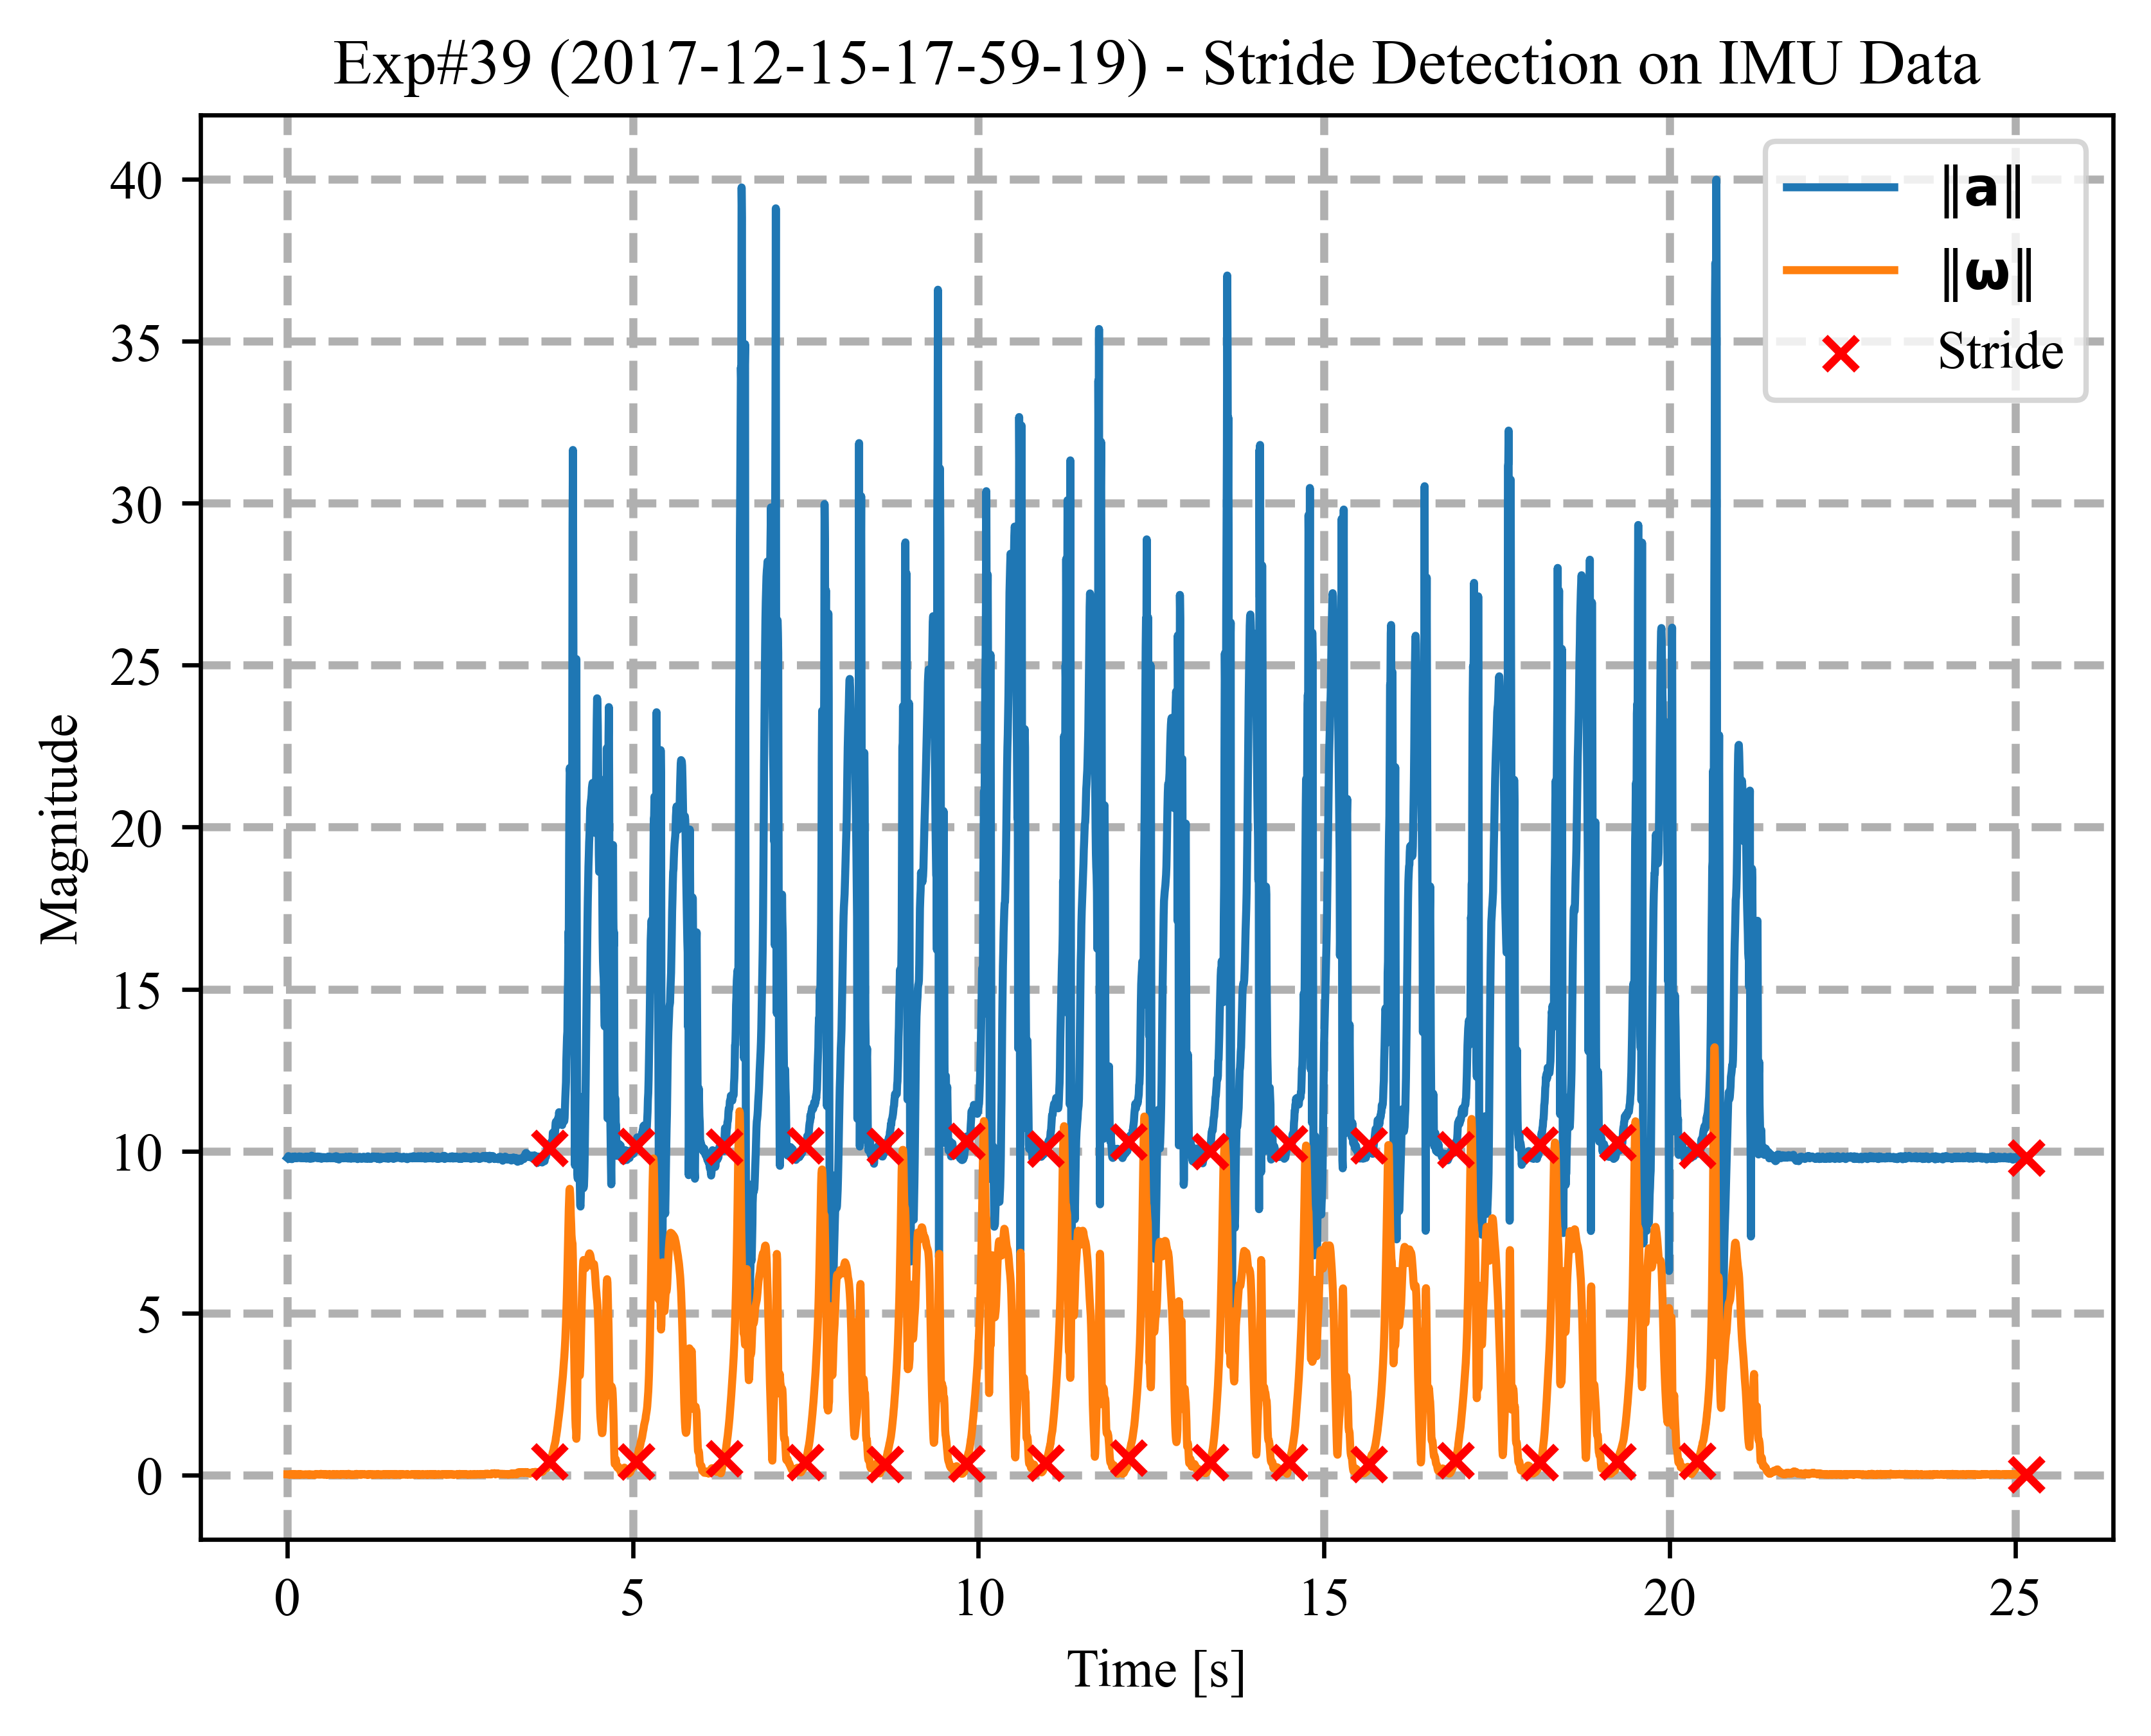 Exp#39 (2017-12-15-17-59-19) - Stride Detection on IMU Data
40
35
30
25
20
15
10
5
0
Magnitude
‖a‖
‖ω‖
Stride
0 5 10 15 20 25
Time [s]